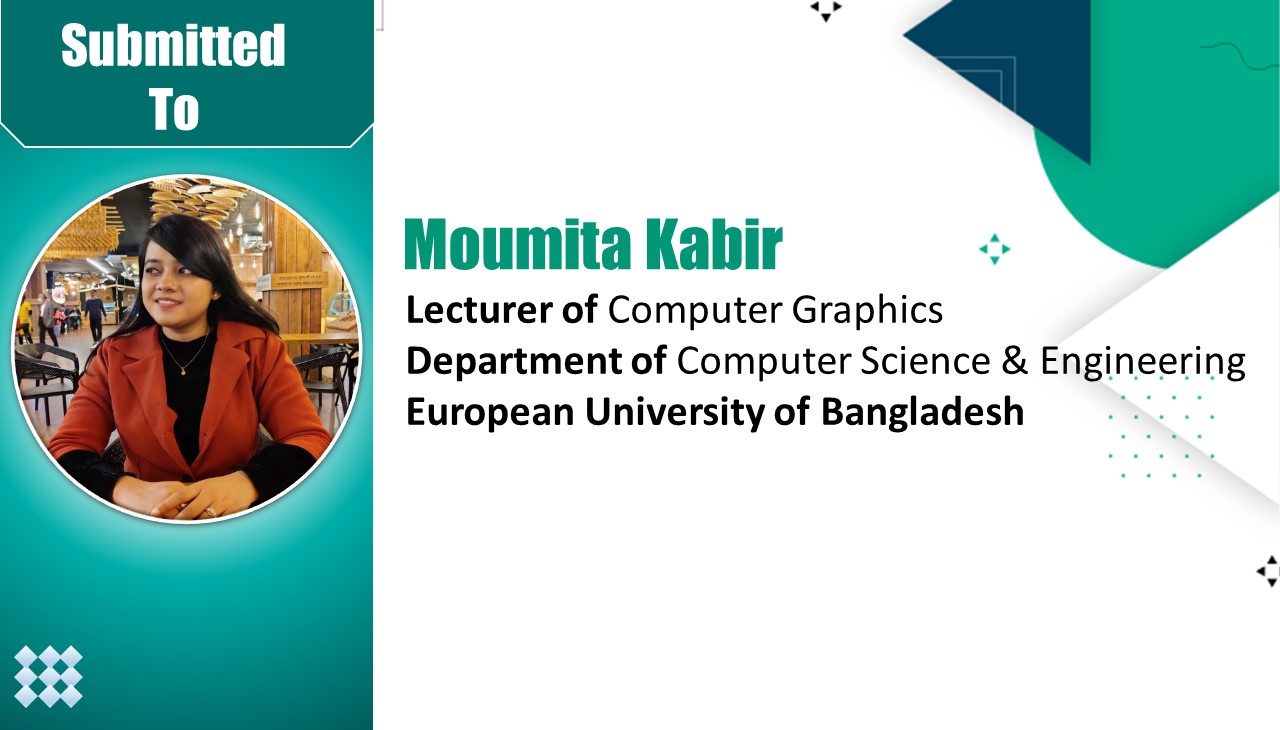 Submitted
To
Moumita Kabir
Lecturer of Computer Graphics
Department of Computer Science & Engineering
European University of Bangladesh